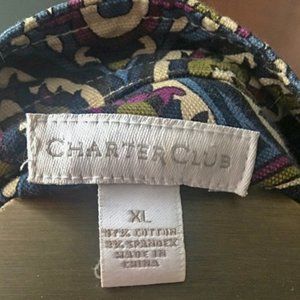 CHARTER CLUB
XL
97% COTTON
3% SPANDEX
MADE IN
CHINA